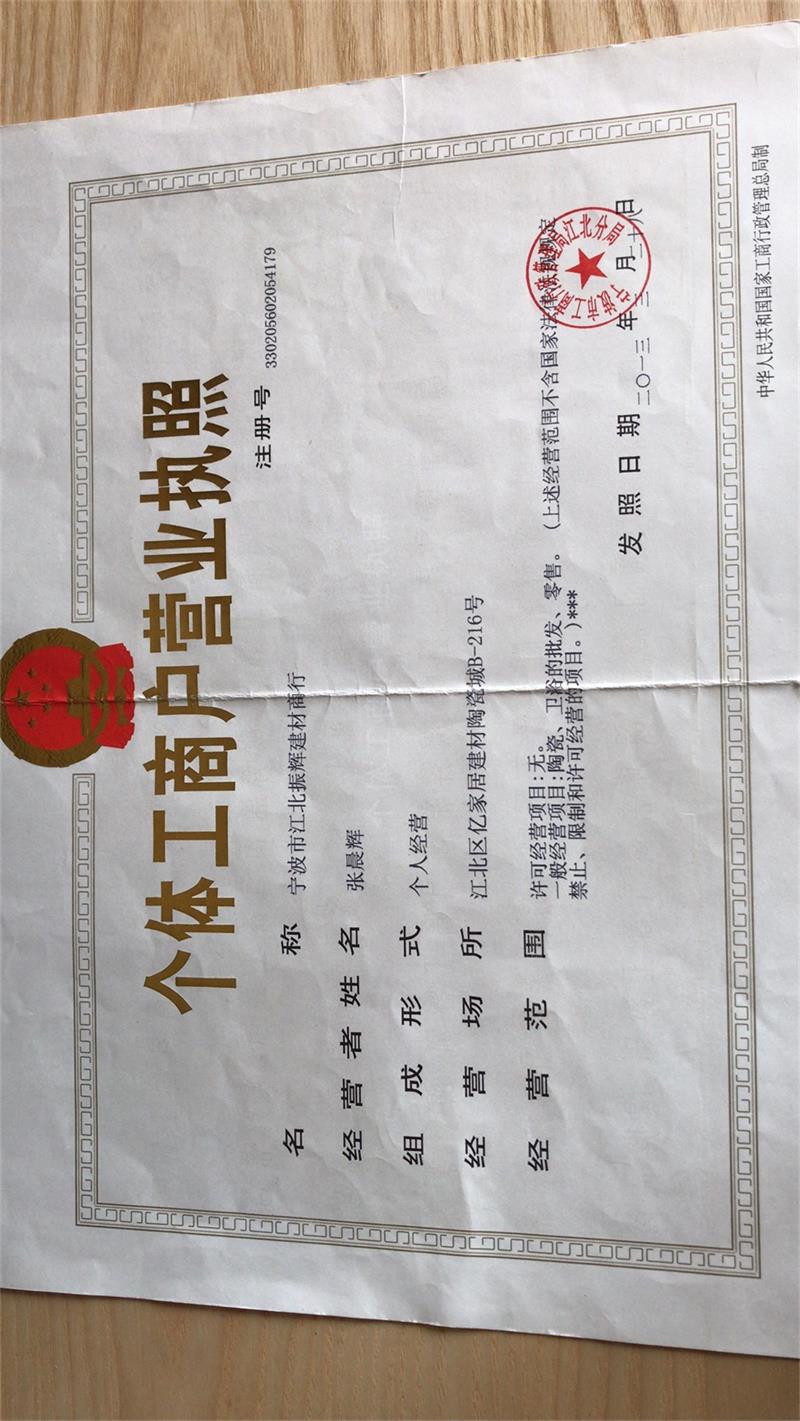 个体工商户营业执照
注册号 330205602054179
名称 宁波市江北振辉建材商行
经营者姓名 张晨辉
组成形式 个人经营
经营场所 江北区亿家居建材陶瓷城B-216号
经营范围 许可经营项目:无。
一般经营项目:陶瓷、卫浴的批发、零售。(上述经营范围不含国家法律法规规定
禁止、限制和许可经营的项目。)***
发照日期 二〇一三年 月二十八日
宁波市工商行政管理局江北分局
中华人民共和国国家工商行政管理总局制